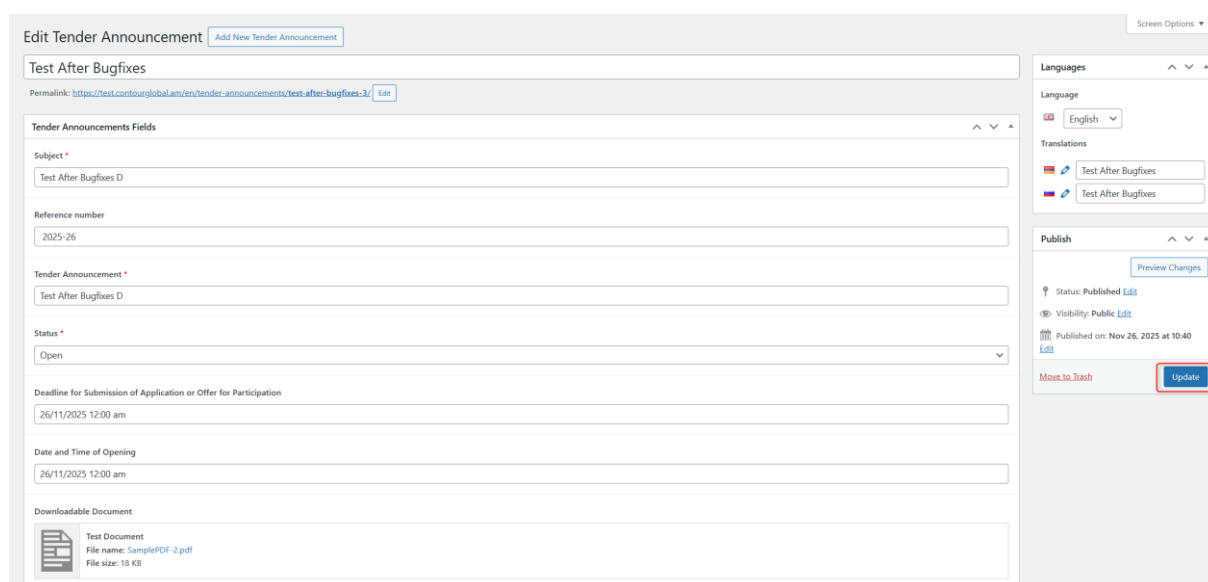 Screen Options ▼
Edit Tender Announcement Add New Tender Announcement
Test After Bugfixes
Permalink: https://test.contourglobal.am/en/tender-announcements/test-after-bugfixes-3/ Edit
Tender Announcements Fields
Subject *
Test After Bugfixes D
Reference number
2025-26
Tender Announcement *
Test After Bugfixes D
Status *
Open
Deadline for Submission of Application or Offer for Participation
26/11/2025 12:00 am
Date and Time of Opening
26/11/2025 12:00 am
Downloadable Document
Test Document
File name: SamplePDF-2.pdf
File size: 18 KB
Languages
Language
English
Translations
Test After Bugfixes
Test After Bugfixes
Publish
Preview Changes
Status: Published Edit
Visibility: Public Edit
Published on: Nov 26, 2025 at 10:40
Edit
Move to Trash Update